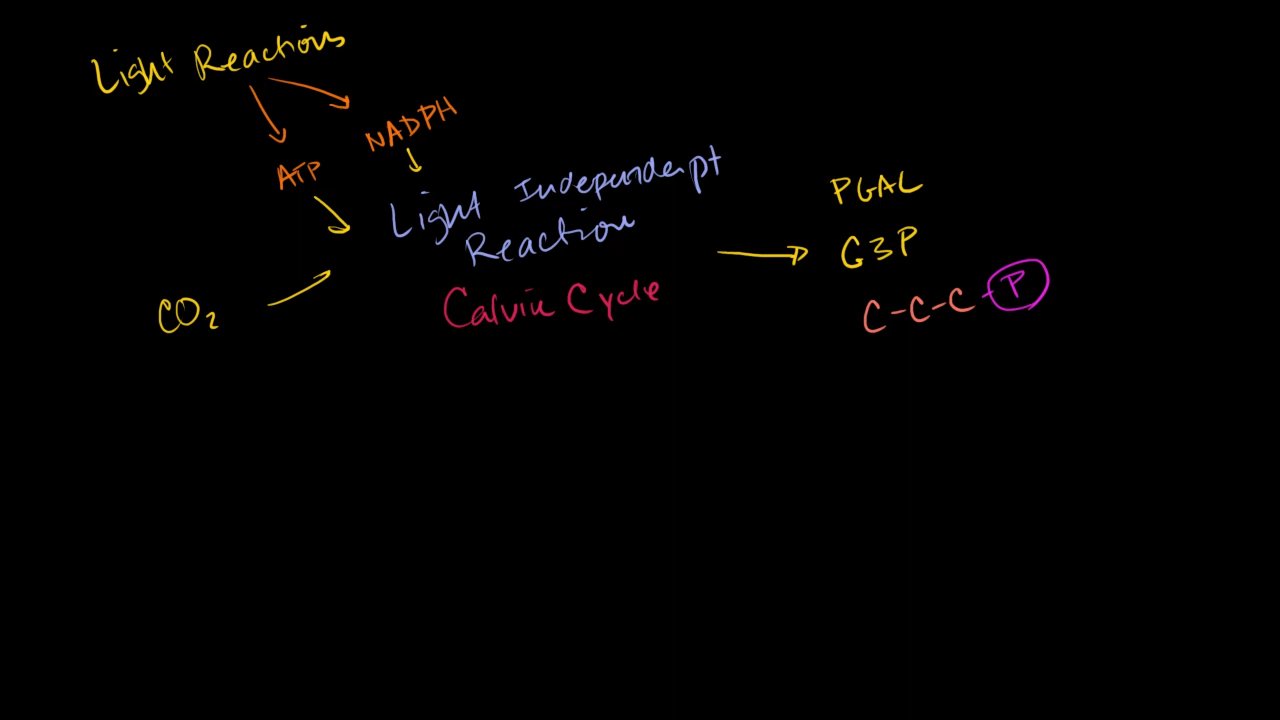 Light Reactions
ATP
NADPH
Light Independent
Reaction
Calvin Cycle
CO2
PGAL
G3P
C-C-C-P